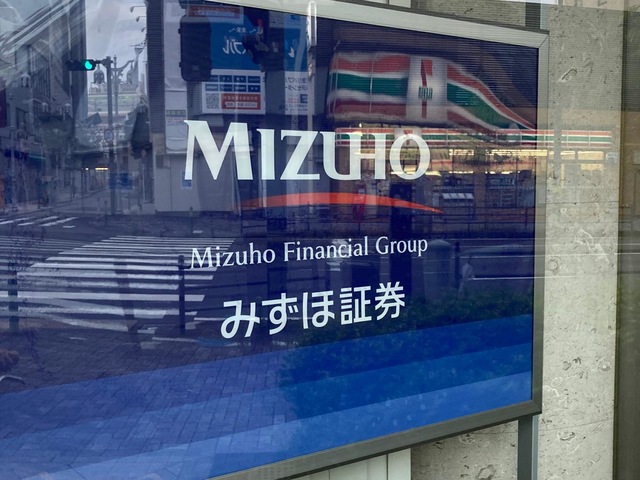 MIZUHO
Mizuho Financial Group
みずほ証券